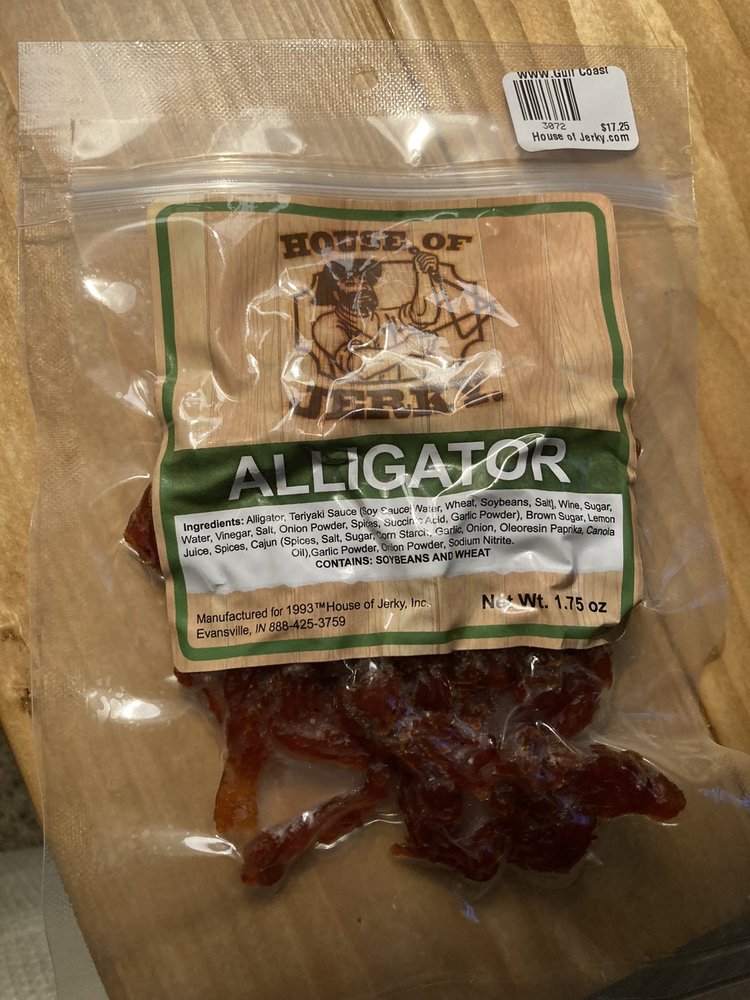 WWW.Gulf Coast
3072 $17.25
House of Jerky.com
HOUSE OF
JERKY.
ALLIGATOR
Ingredients: Alligator, Teriyaki Sauce (Soy Sauce[Water, Wheat, Soybeans, Salt], Wine, Sugar,
Water, Vinegar, Salt, Onion Powder, Spices, Succinic Acid, Garlic Powder), Brown Sugar, Lemon
Juice, Spices, Cajun (Spices, Salt, Sugar, Corn Starch, Garlic, Onion, Oleoresin Paprika, Canola
Oil),Garlic Powder, Onion Powder, Sodium Nitrite.
CONTAINS: SOYBEANS AND WHEAT
Manufactured for 1993™House of Jerky, Inc.
Evansville, IN 888-425-3759
Net Wt. 1.75 oz